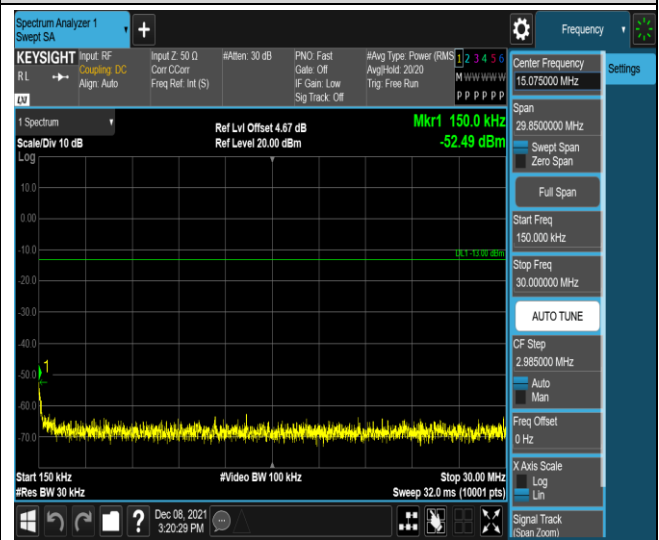 Spectrum Analyzer 1
Swept SA
+
Frequency
KEYSIGHT
RL
LXI
Input: RF
Coupling: DC
Align: Auto
Input Z: 50 Ω
Corr CCorr
Freq Ref: Int (S)
#Atten: 30 dB
PNO: Fast
Gate: Off
IF Gain: Low
Sig Track: Off
#Avg Type: Power (RMS
Avg|Hold: 20/20
Trig: Free Run
1 2 3 4 5 6
M W W W W W
P P P P P P
Center Frequency
15.075000 MHz
Settings
Span
29.8500000 MHz
Swept Span
Zero Span
Full Span
Start Freq
150.000 kHz
Stop Freq
30.000000 MHz
AUTO TUNE
CF Step
2.985000 MHz
Auto
Man
Freq Offset
0 Hz
X Axis Scale
Log
Lin
Signal Track
(Span Zoom)
1 Spectrum
Scale/Div 10 dB
Log
Ref Lvl Offset 4.67 dB
Ref Level 20.00 dBm
Mkr1 150.0 kHz
-52.49 dBm
10.0
0.00
-10.0
DL1 -13.00 dBm
-20.0
-30.0
-40.0
1
-50.0
-60.0
-70.0
Start 150 kHz
#Video BW 100 kHz
Stop 30.00 MHz
#Res BW 30 kHz
Sweep 32.0 ms (10001 pts)
?
Dec 08, 2021
3:20:29 PM